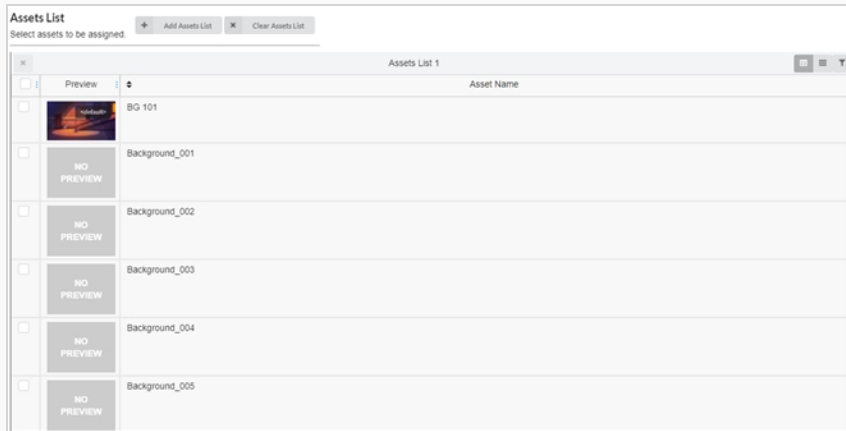 Assets List
Select assets to be assigned.
+ Add Assets List
× Clear Assets List
× Assets List 1
Preview
Asset Name
<default>
BG 101
NO
PREVIEW
Background_001
NO
PREVIEW
Background_002
NO
PREVIEW
Background_003
NO
PREVIEW
Background_004
NO
PREVIEW
Background_005